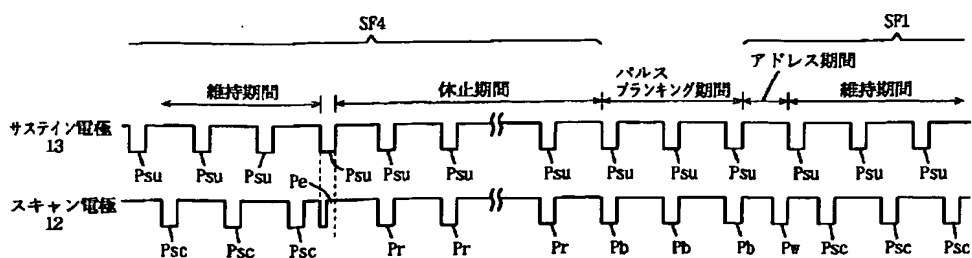 SF4 SF1
維持期間 休止期間 パルス ブランキング期間 アドレス期間 維持期間
サステイン電極
13
Psu Psu Psu Psu Psu Psu Psu Psu Psu Psu Psu Psu Psu
Pe
スキャン電極
12
Psc Psc Psc Pr Pr Pr Pb Pb Pb Pw Psc Psc Psc